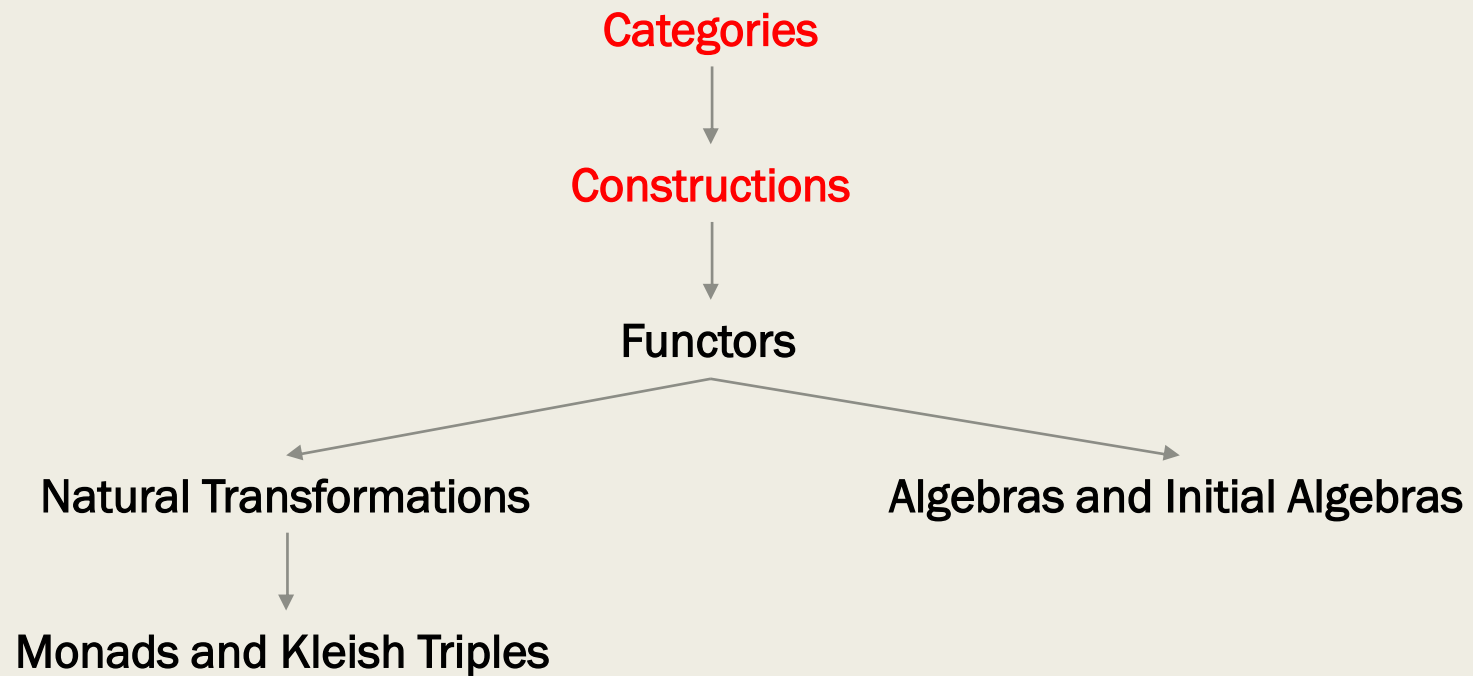 Categories
Constructions
Functors
Natural Transformations
Algebras and Initial Algebras
Monads and Kleish Triples